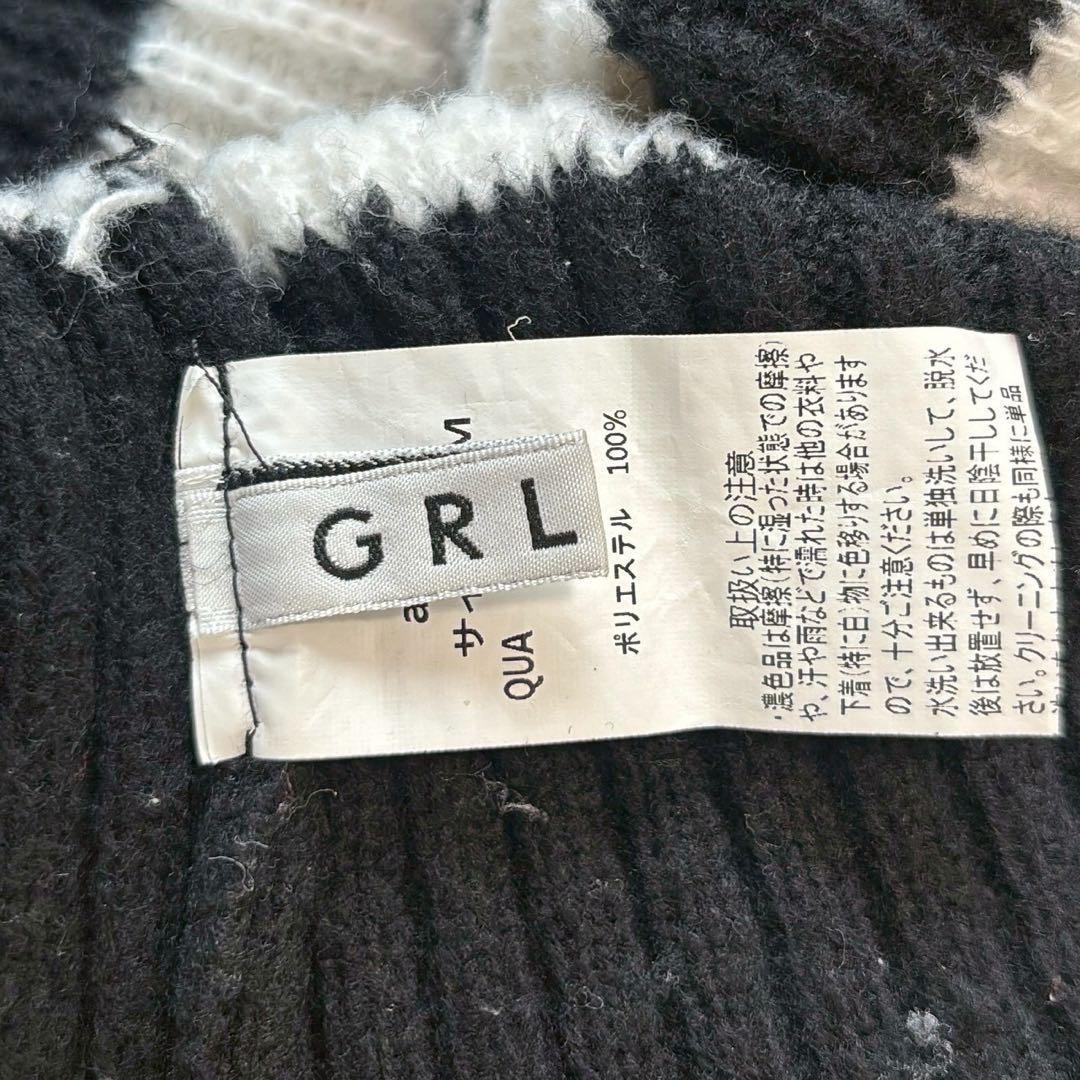 GRL
M
サイ
QUA
ポリエステル 100%
取扱い上の注意
・濃色品は摩擦(特に湿った状態での摩擦)
や、汗や雨などで濡れた時は他の衣料や
下着(特に白)物に色移りする場合があります
ので、十分ご注意ください。
水洗い出来るものは単独洗いして、脱水
後は放置せず、早めに日陰干ししてくだ
さい。クリーニングの際も同様に単品